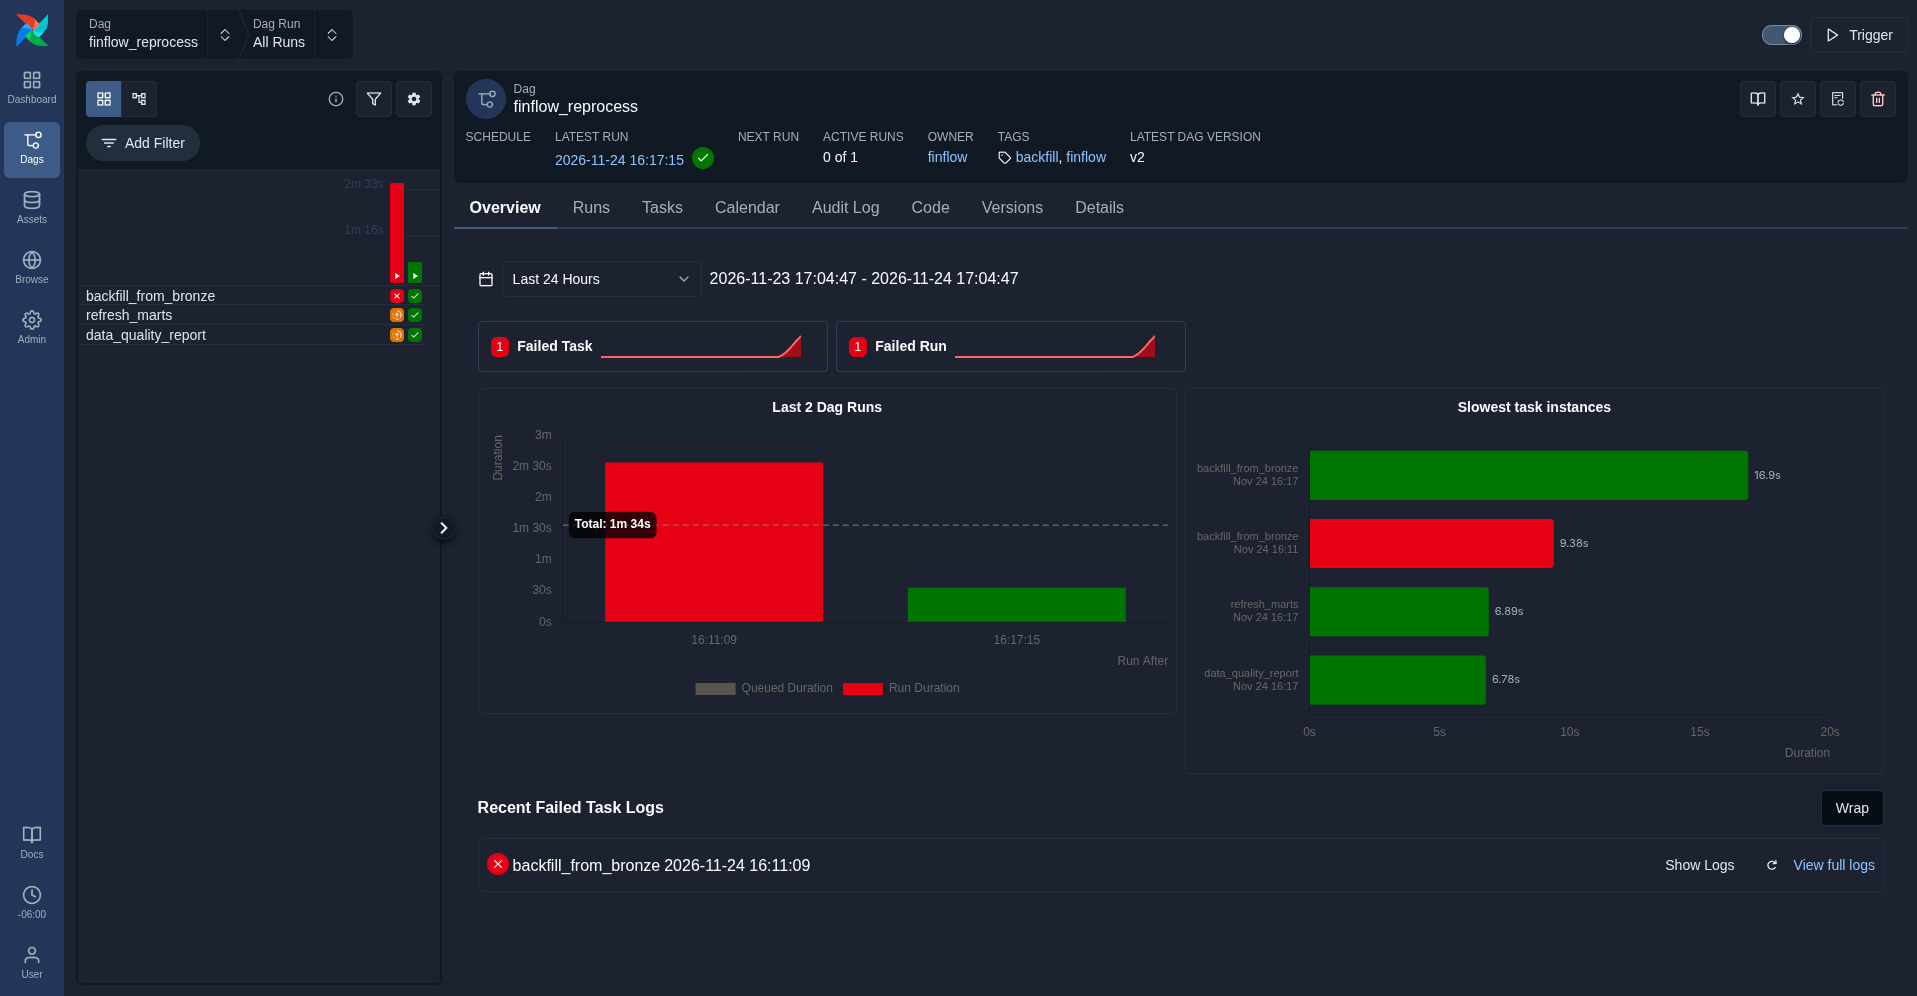 Dag
finflow_reprocess
Dag Run
All Runs
Trigger
Dashboard
Dags
Assets
Browse
Admin
Docs
-06:00
User
Add Filter
2m 33s
1m 16s
backfill_from_bronze
refresh_marts
data_quality_report
Dag
finflow_reprocess
SCHEDULE
LATEST RUN
2026-11-24 16:17:15
NEXT RUN
ACTIVE RUNS
0 of 1
OWNER
finflow
TAGS
backfill, finflow
LATEST DAG VERSION
v2
Overview
Runs
Tasks
Calendar
Audit Log
Code
Versions
Details
Last 24 Hours
2026-11-23 17:04:47 - 2026-11-24 17:04:47
1 Failed Task
1 Failed Run
Last 2 Dag Runs
Duration
3m
2m 30s
2m
1m 30s
1m
30s
0s
Total: 1m 34s
16:11:09
16:17:15
Run After
Queued Duration
Run Duration
Slowest task instances
backfill_from_bronze
Nov 24 16:17
16.9s
backfill_from_bronze
Nov 24 16:11
9.38s
refresh_marts
Nov 24 16:17
6.89s
data_quality_report
Nov 24 16:17
6.78s
0s
5s
10s
15s
20s
Duration
Recent Failed Task Logs
Wrap
backfill_from_bronze 2026-11-24 16:11:09
Show Logs
View full logs